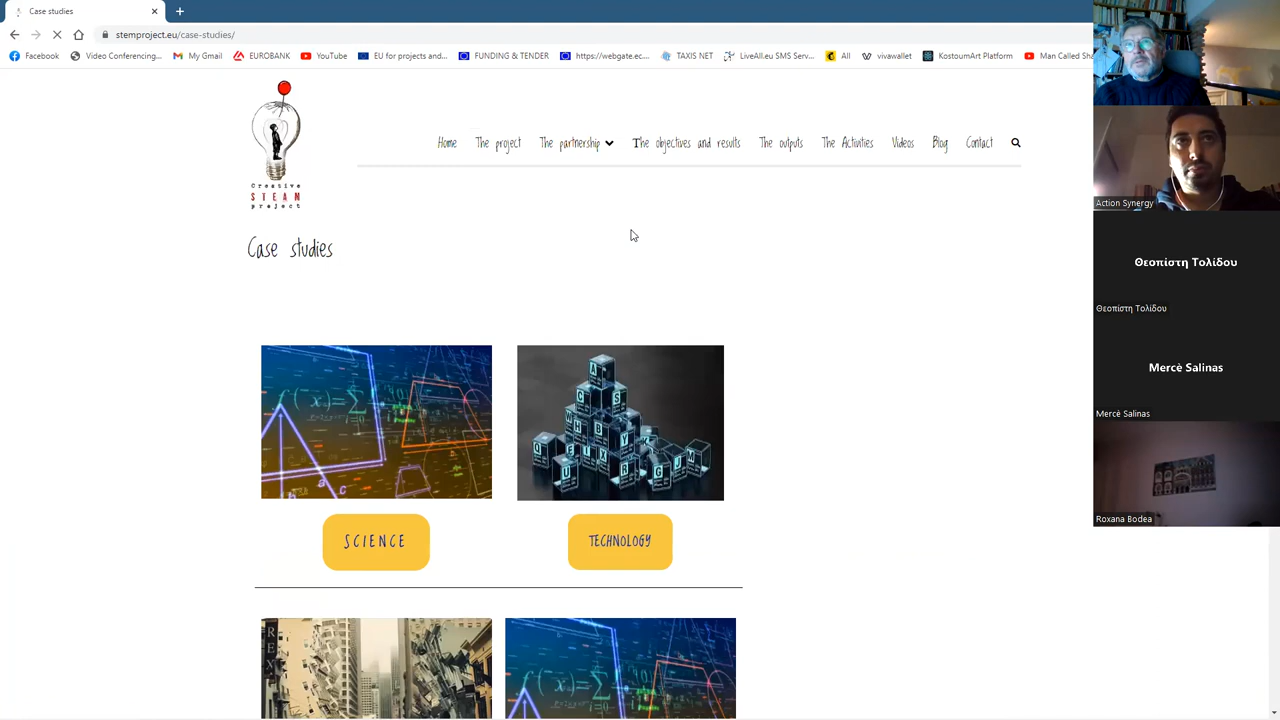 Case studies
stemproject.eu/case-studies/
Facebook
Video Conferencing...
My Gmail
EUROBANK
YouTube
EU for projects and...
FUNDING & TENDER
https://webgate.ec...
TAXIS NET
LiveAll.eu SMS Serv...
All
vivawallet
KostoumArt Platform
Man Called Sha
Creative
STEAM
project
Home
The project
The partnership
The objectives and results
The outputs
The Activities
Videos
Blog
Contact
Case studies
SCIENCE
TECHNOLOGY
REX
Action Synergy
Θεοπίστη Τολίδου
Θεοπίστη Τολίδου
Mercè Salinas
Mercè Salinas
Roxana Bodea